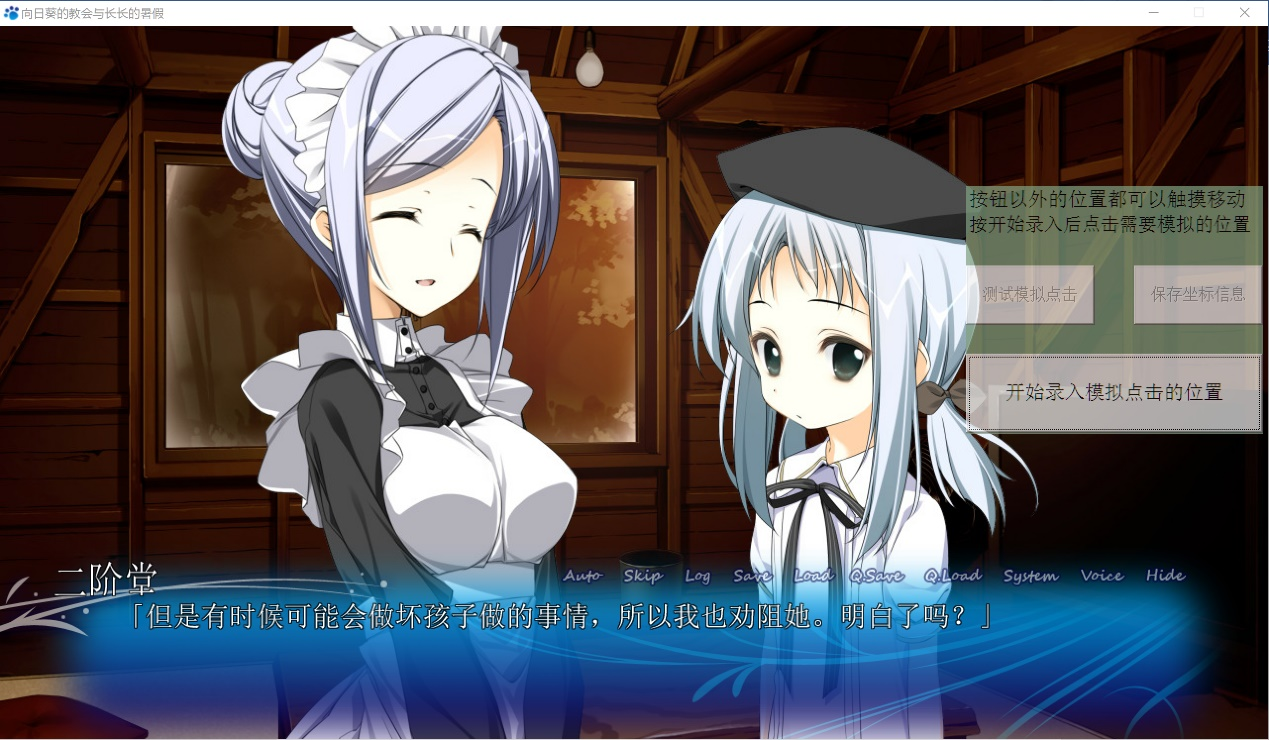 向日葵的教会与长长的暑假
按钮以外的位置都可以触摸移动
按开始录入后点击需要模拟的位置
测试模拟点击
保存坐标信息
开始录入模拟点击的位置
Auto Skip Log Save Load Q.Save Q.Load System Voice Hide
二阶堂
「但是有时候可能会做坏孩子做的事情，所以我也劝阻她。明白了吗？」